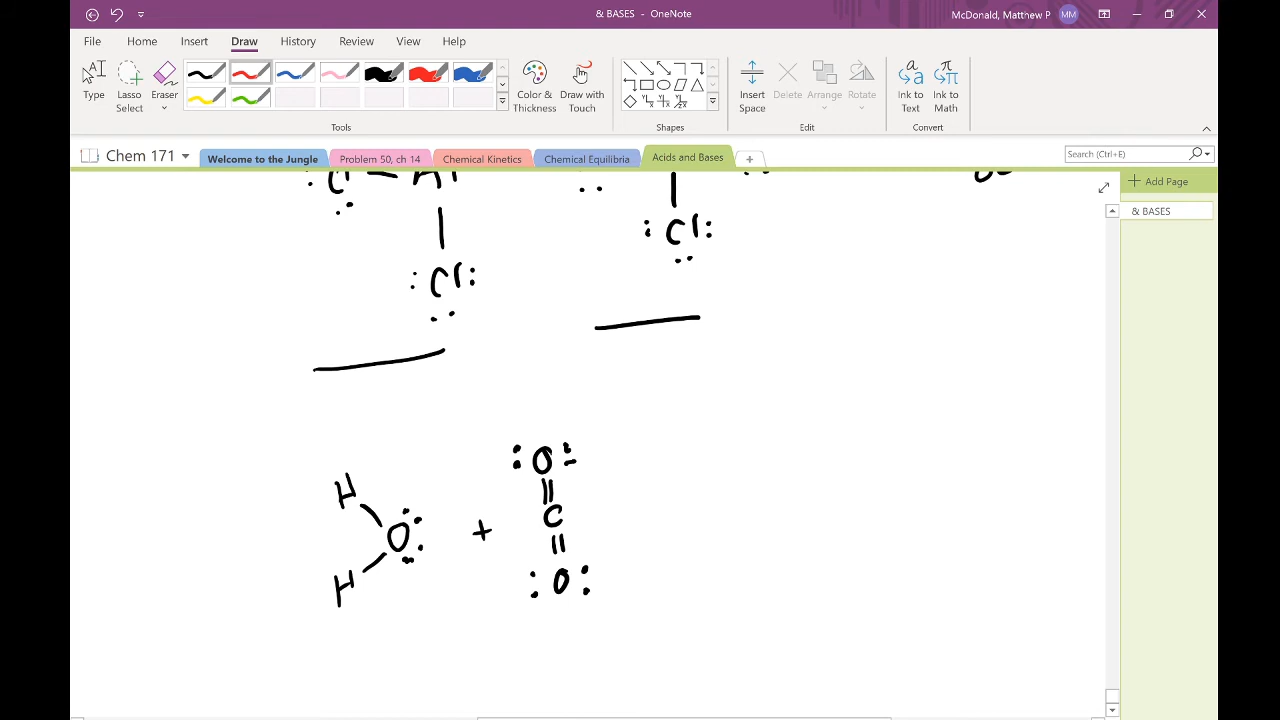 & BASES - OneNote
McDonald, Matthew P MM
File Home Insert Draw History Review View Help
Type Lasso Select Eraser Color & Thickness Draw with Touch Insert Space Delete Arrange Rotate Ink to Text Ink to Math
Tools Shapes Edit Convert
Chem 171 Welcome to the Jungle Problem 50, ch 14 Chemical Kinetics Chemical Equilibria Acids and Bases + Search (Ctrl+E)
Add Page
& BASES
:Cl — Al
:Cl:
:Cl:
H
H
O
+
:O:
C
:O: